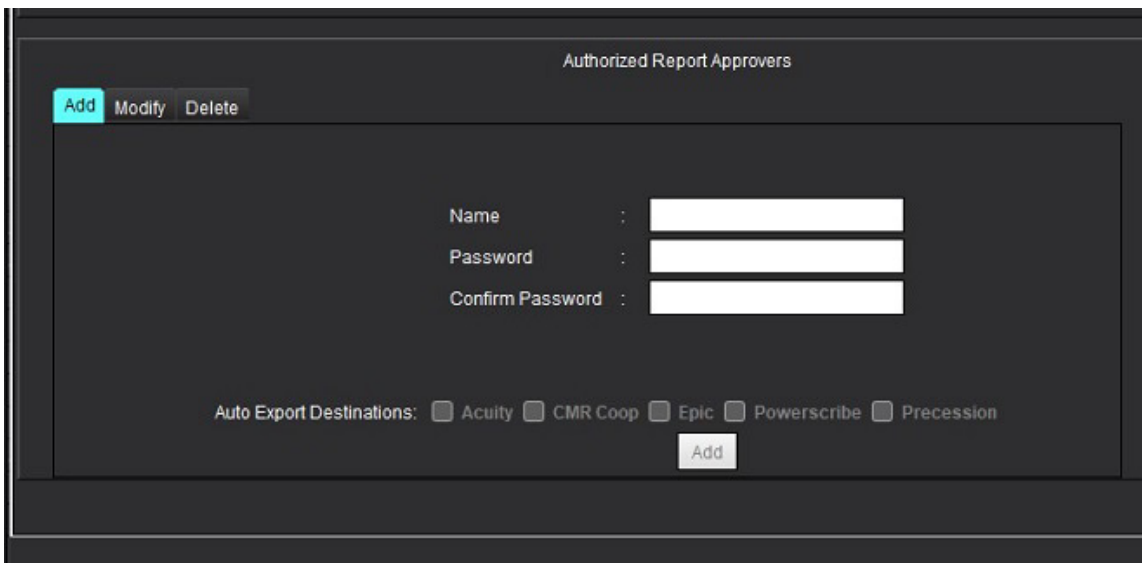 Authorized Report Approvers
Add Modify Delete
Name :
Password :
Confirm Password :
Auto Export Destinations: Acuity CMR Coop Epic Powerscribe Precession
Add